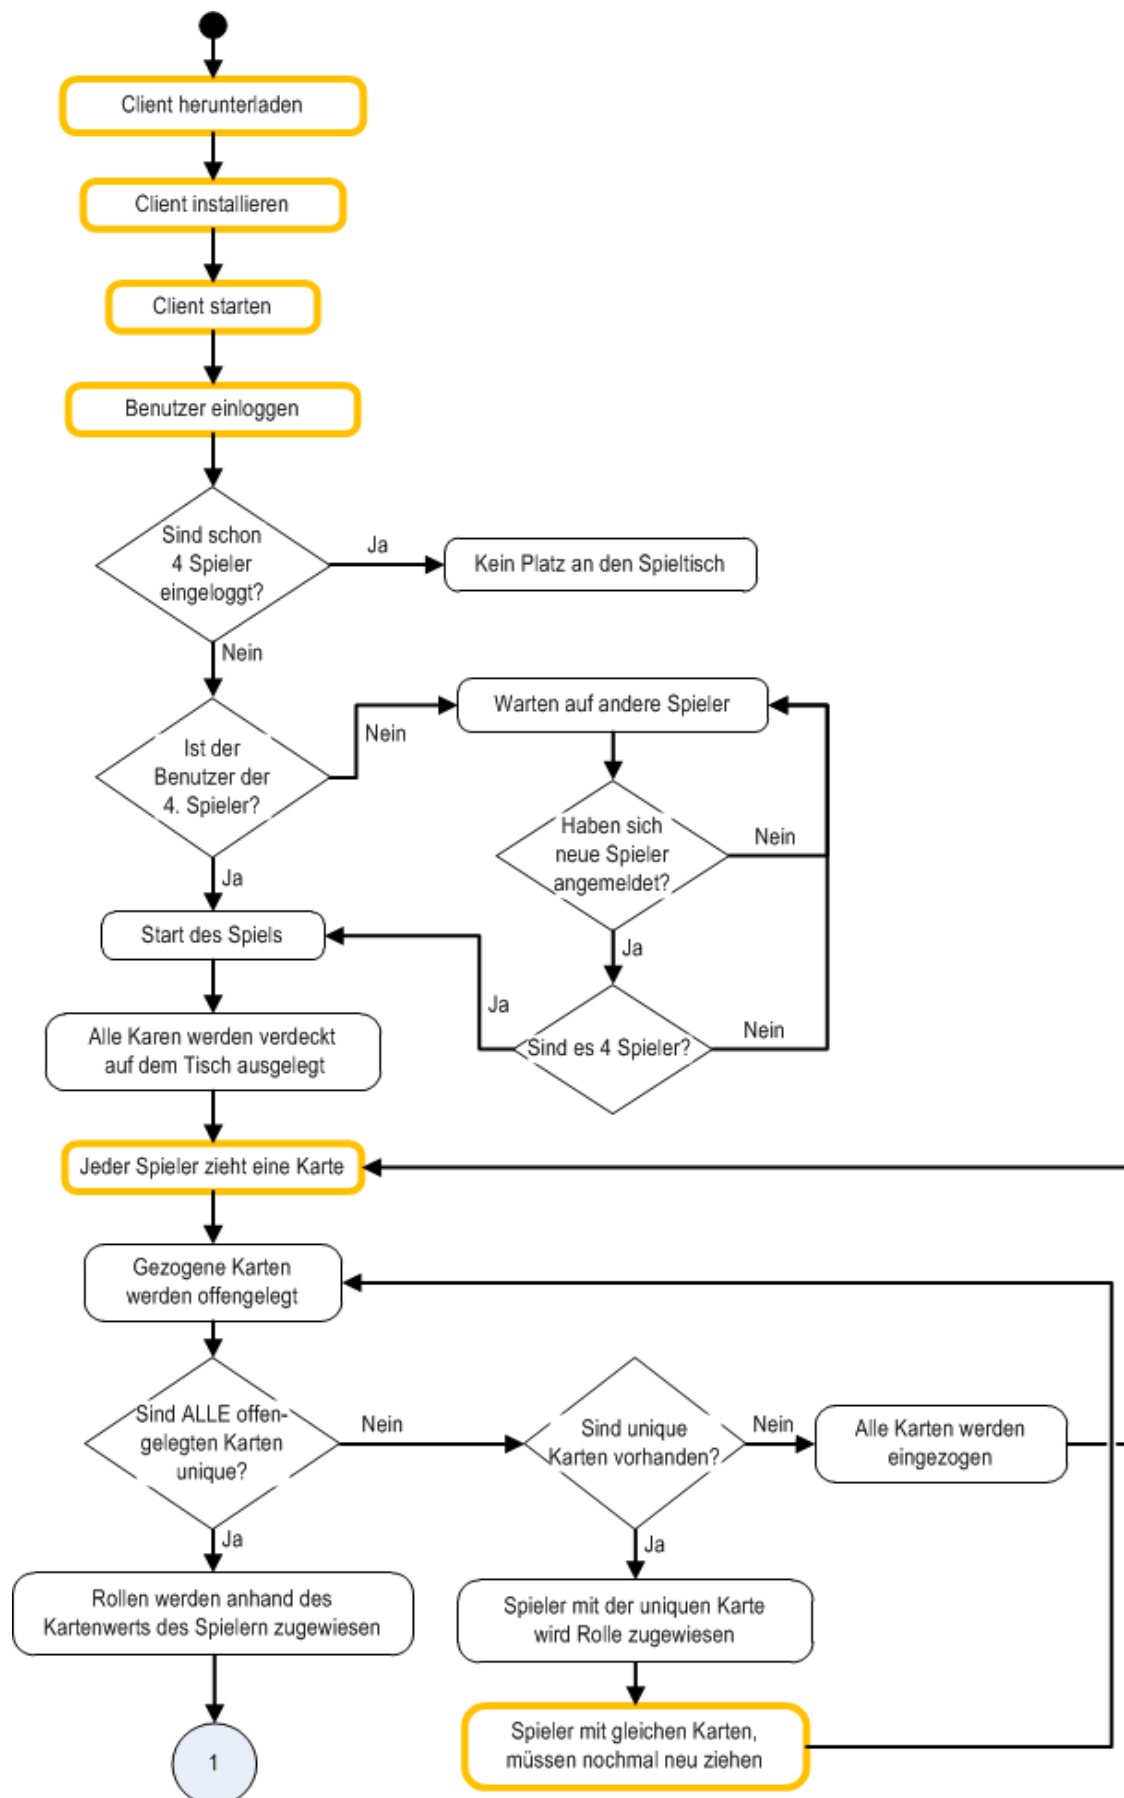 Client herunterladen
Client installieren
Client starten
Benutzer einloggen
Sind schon
4 Spieler
eingeloggt?
Ja
Kein Platz an den Spieltisch
Nein
Ist der
Benutzer der
4. Spieler?
Nein
Warten auf andere Spieler
Haben sich
neue Spieler
angemeldet?
Nein
Ja
Ja
Start des Spiels
Sind es 4 Spieler?
Ja
Nein
Alle Karen werden verdeckt
auf dem Tisch ausgelegt
Jeder Spieler zieht eine Karte
Gezogene Karten
werden offengelegt
Sind ALLE offen-
gelegten Karten
unique?
Nein
Sind unique
Karten vorhanden?
Nein
Alle Karten werden
eingezogen
Ja
Ja
Rollen werden anhand des
Kartenwerts des Spielern zugewiesen
Spieler mit der uniquen Karte
wird Rolle zugewiesen
Spieler mit gleichen Karten,
müssen nochmal neu ziehen
1